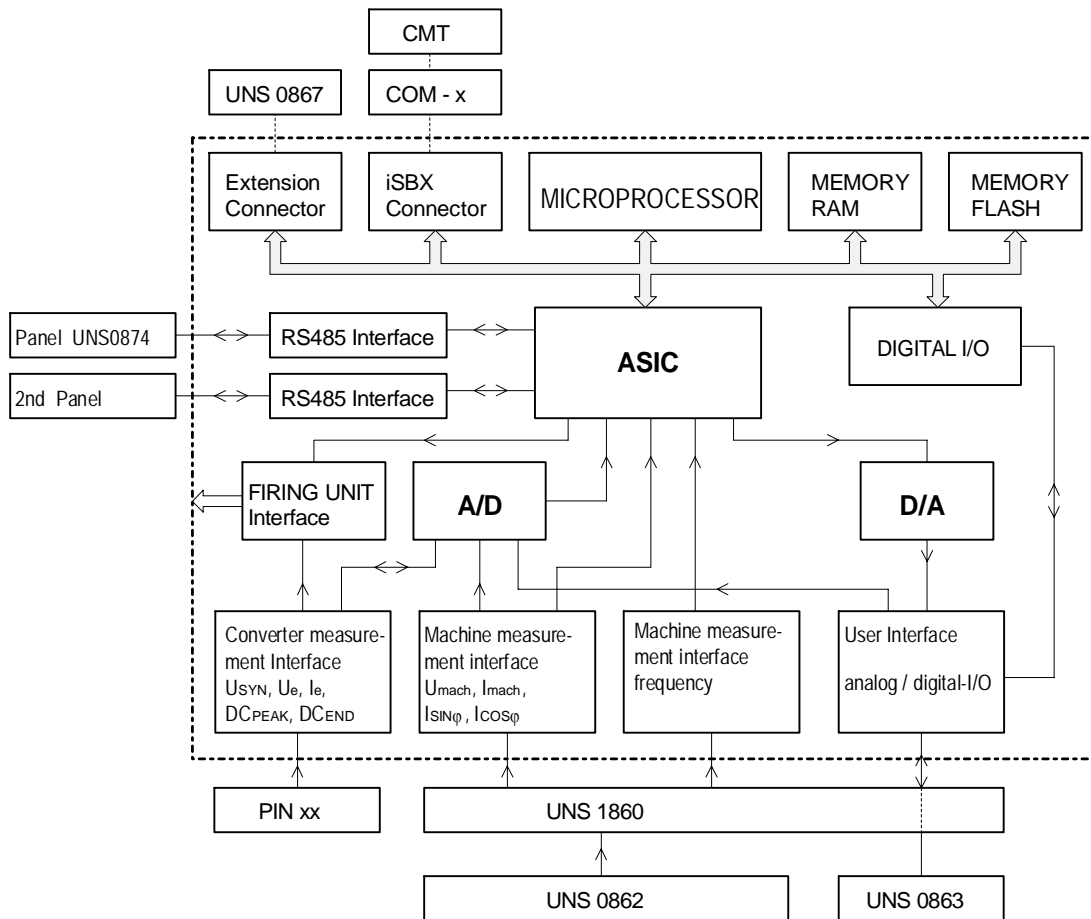 CMT
UNS 0867
COM - x
Extension
Connector
iSBX
Connector
MICROPROCESSOR
MEMORY
RAM
MEMORY
FLASH
Panel UNS0874
RS485 Interface
ASIC
DIGITAL I/O
2nd Panel
RS485 Interface
FIRING UNIT
Interface
A/D
D/A
Converter measure-
ment Interface
USYN, Ue, Ie,
DCPEAK, DCEND
Machine measure-
ment interface
Umach, Imach,
ISINφ, ICOSφ
Machine measure-
ment interface
frequency
User Interface
analog / digital-I/O
PIN xx
UNS 1860
UNS 0862
UNS 0863